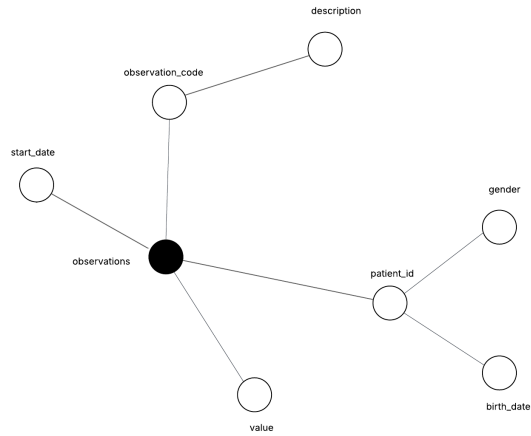 description
observation_code
start_date
gender
observations
patient_id
birth_date
value